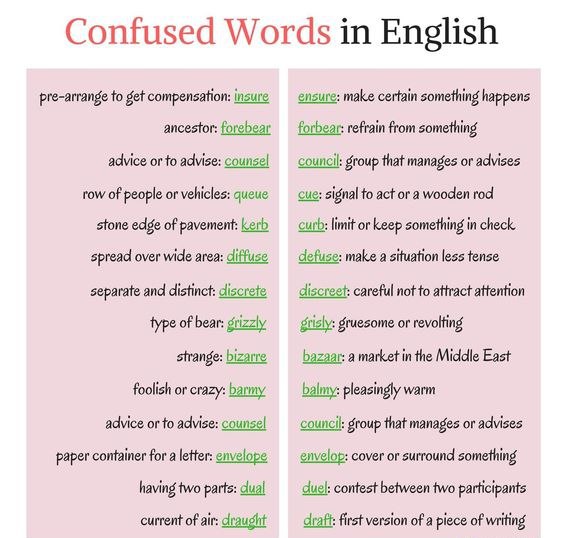 Confused Words in English
pre-arrange to get compensation: insure
ensure: make certain something happens
ancestor: forebear
forbear: refrain from something
advice or to advise: counsel
council: group that manages or advises
row of people or vehicles: queue
cue: signal to act or a wooden rod
stone edge of pavement: kerb
curb: limit or keep something in check
spread over wide area: diffuse
defuse: make a situation less tense
separate and distinct: discrete
discreet: careful not to attract attention
type of bear: grizzly
grisly: gruesome or revolting
strange: bizarre
bazaar: a market in the Middle East
foolish or crazy: barmy
balmy: pleasingly warm
advice or to advise: counsel
council: group that manages or advises
paper container for a letter: envelope
envelop: cover or surround something
having two parts: dual
duel: contest between two participants
current of air: draught
draft: first version of a piece of writing